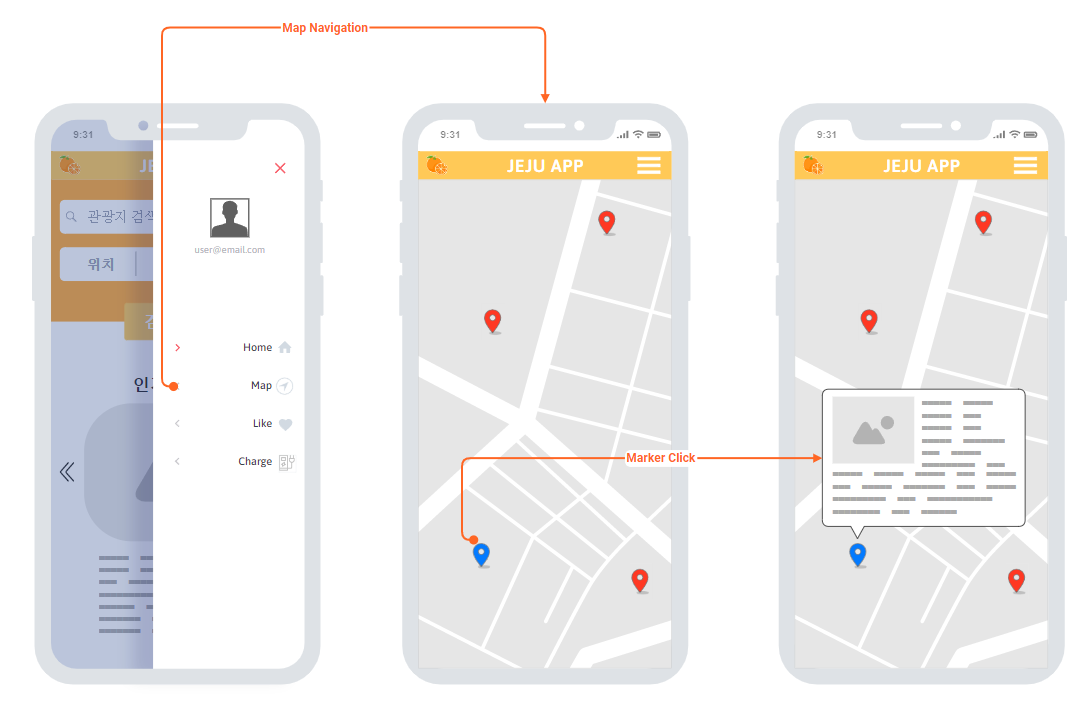 Map Navigation
9:31
9:31
9:31
JEJU APP
JEJU APP
관광지 검색
user@email.com
위치
Home
Map
Like
Charge
Marker Click